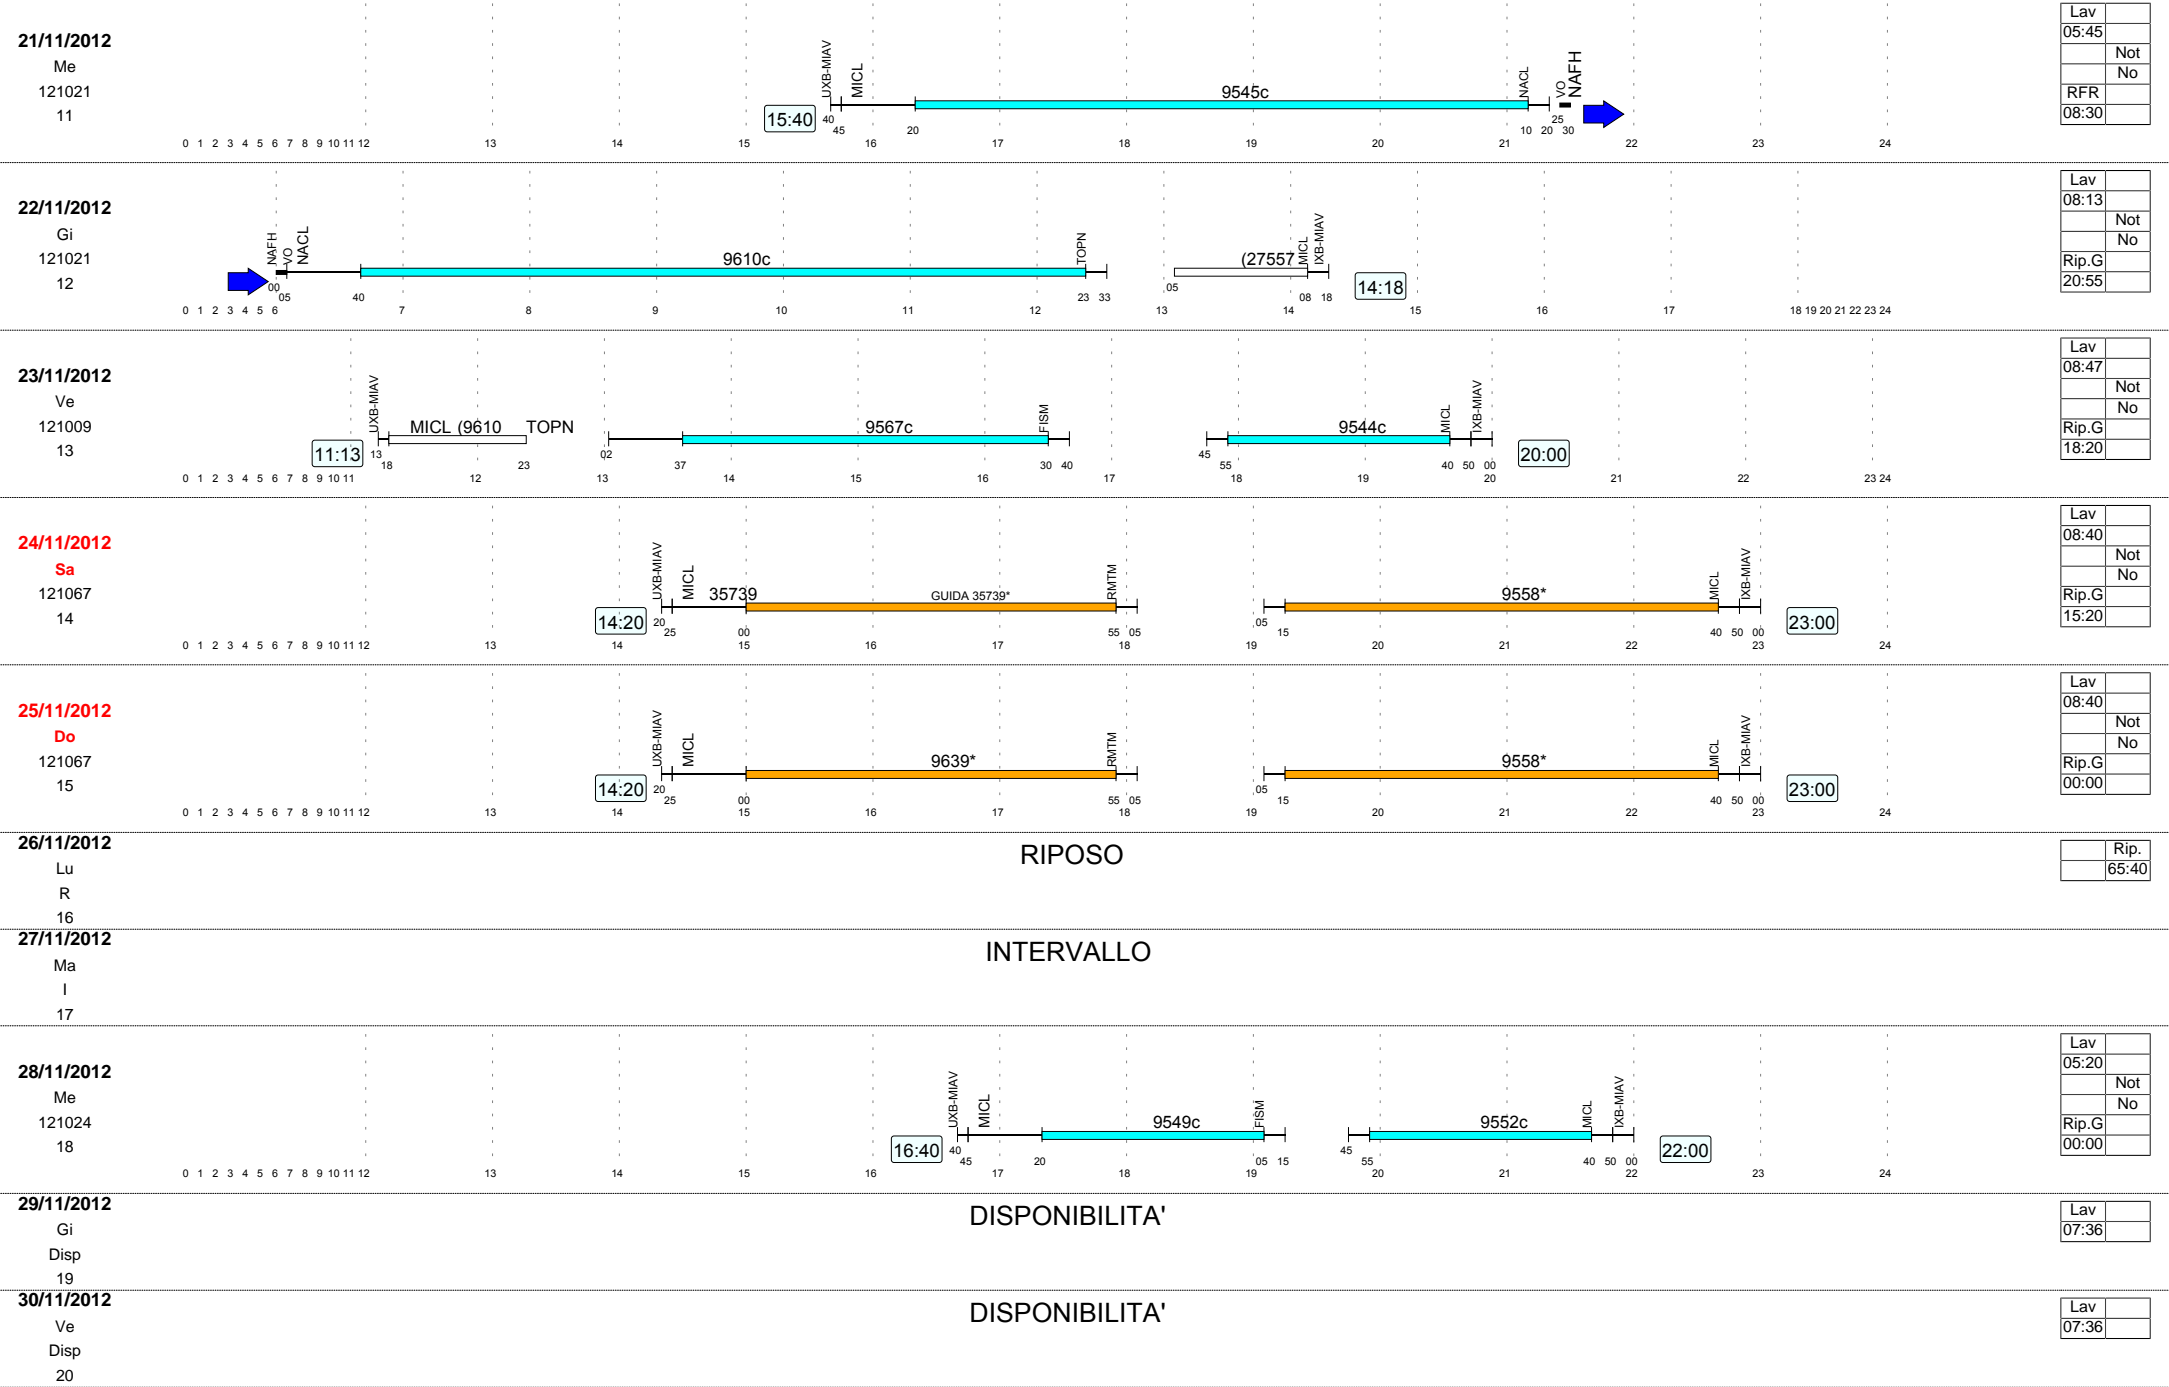 21/11/2012
Me
121021
11
15:40
UXB-MIAV
MICL
9545c
NACL
VO
NAFH
40 45 20 10 20 25 30
0 1 2 3 4 5 6 7 8 9 10 11 12 13 14 15 16 17 18 19 20 21 22 23 24
Lav
05:45
Not
No
RFR
08:30
22/11/2012
Gi
121021
12
NAFH
VO
NACL
9610c
TOPN
(27557
MICL
IXB-MIAV
14:18
00 05 40 23 33 05 08 18
0 1 2 3 4 5 6 7 8 9 10 11 12 13 14 15 16 17 18 19 20 21 22 23 24
Lav
08:13
Not
No
Rip.G
20:55
23/11/2012
Ve
121009
13
11:13
UXB-MIAV
MICL (9610 TOPN
9567c
FISM
9544c
MICL
IXB-MIAV
20:00
13 18 23 02 37 30 40 45 55 40 50 00
0 1 2 3 4 5 6 7 8 9 10 11 12 13 14 15 16 17 18 19 20 21 22 23 24
Lav
08:47
Not
No
Rip.G
18:20
24/11/2012
Sa
121067
14
14:20
UXB-MIAV
MICL
35739
GUIDA 35739*
RMTM
9558*
MICL
IXB-MIAV
23:00
20 25 00 55 05 05 15 40 50 00
0 1 2 3 4 5 6 7 8 9 10 11 12 13 14 15 16 17 18 19 20 21 22 23 24
Lav
08:40
Not
No
Rip.G
15:20
25/11/2012
Do
121067
15
14:20
UXB-MIAV
MICL
9639*
RMTM
9558*
MICL
IXB-MIAV
23:00
20 25 00 55 05 05 15 40 50 00
0 1 2 3 4 5 6 7 8 9 10 11 12 13 14 15 16 17 18 19 20 21 22 23 24
Lav
08:40
Not
No
Rip.G
00:00
26/11/2012
Lu
R
16
RIPOSO
Rip.
65:40
27/11/2012
Ma
I
17
INTERVALLO
28/11/2012
Me
121024
18
16:40
UXB-MIAV
MICL
9549c
FISM
9552c
MICL
IXB-MIAV
22:00
40 45 20 05 15 45 55 40 50 00
0 1 2 3 4 5 6 7 8 9 10 11 12 13 14 15 16 17 18 19 20 21 22 23 24
Lav
05:20
Not
No
Rip.G
00:00
29/11/2012
Gi
Disp
19
DISPONIBILITA'
Lav
07:36
30/11/2012
Ve
Disp
20
DISPONIBILITA'
Lav
07:36